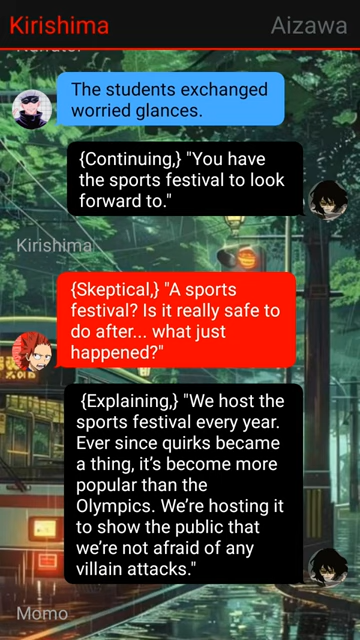 Kirishima Aizawa
Narrator
The students exchanged
worried glances.
{Continuing,} "You have
the sports festival to look
forward to."
Kirishima
{Skeptical,} "A sports
festival? Is it really safe to
do after... what just
happened?"
{Explaining,} "We host the
sports festival every year.
Ever since quirks became
a thing, it's become more
popular than the
Olympics. We're hosting it
to show the public that
we're not afraid of any
villain attacks."
Momo